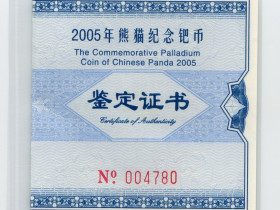 2005年熊猫纪念钯币
The Commemorative Palladium
Coin of Chinese Panda 2005
鉴定证书
Certificate of Authenticity
Nº 004780